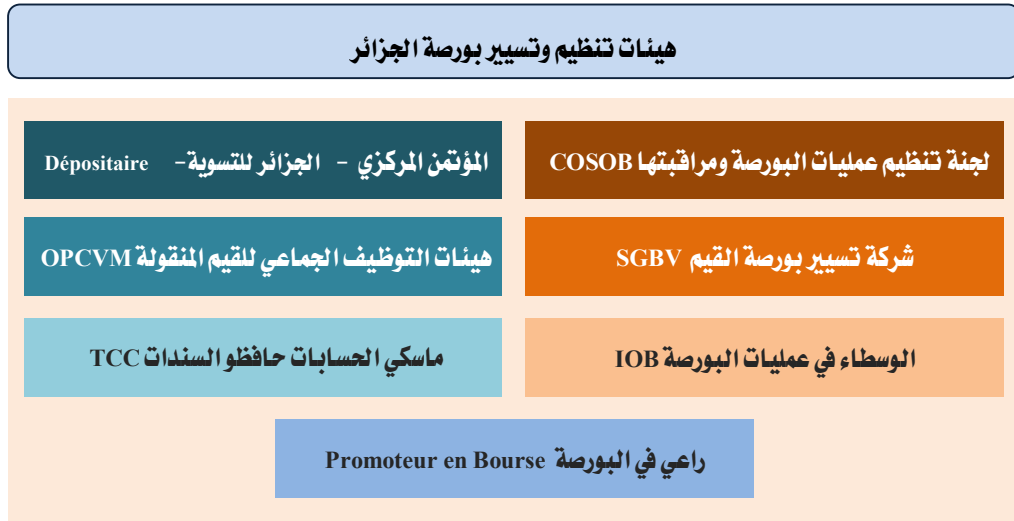 هيئات تنظيم وتسيير بورصة الجزائر
لجنة تنظيم عمليات البورصة ومراقبتها COSOB
المؤتمن المركزي - الجزائر للتسوية- Dépositaire
شركة تسيير بورصة القيم SGBV
هيئات التوظيف الجماعي للقيم المنقولة OPCVM
الوسطاء في عمليات البورصة IOB
ماسكي الحسابات حافظو السندات TCC
راعي في البورصة Promoteur en Bourse